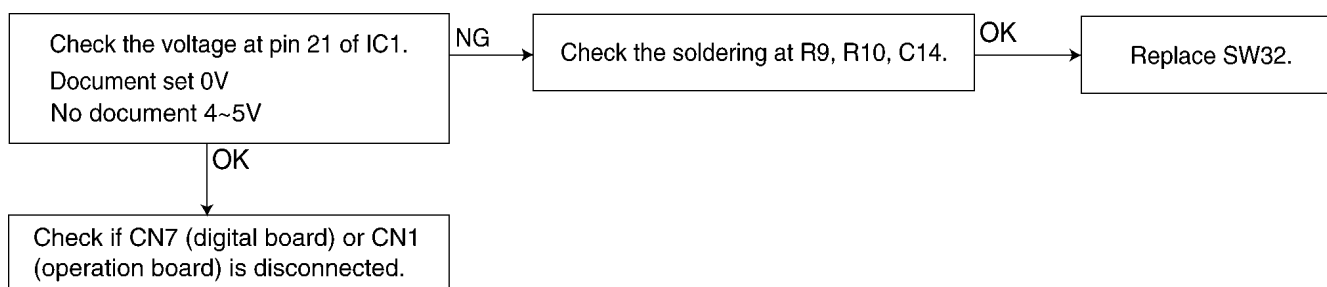 Check the voltage at pin 21 of IC1.
Document set 0V
No document 4~5V
NG
Check the soldering at R9, R10, C14.
OK
Replace SW32.
OK
Check if CN7 (digital board) or CN1
(operation board) is disconnected.